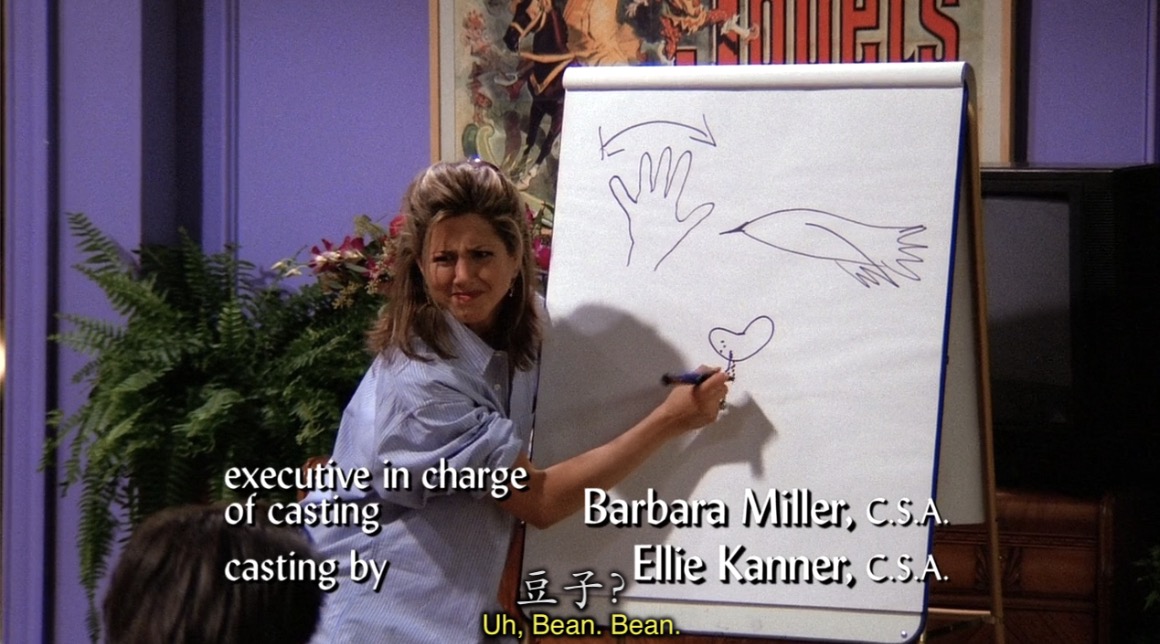 executive in charge
of casting
Barbara Miller, C.S.A.
casting by
Ellie Kanner, C.S.A.
豆子?
Uh, Bean. Bean.